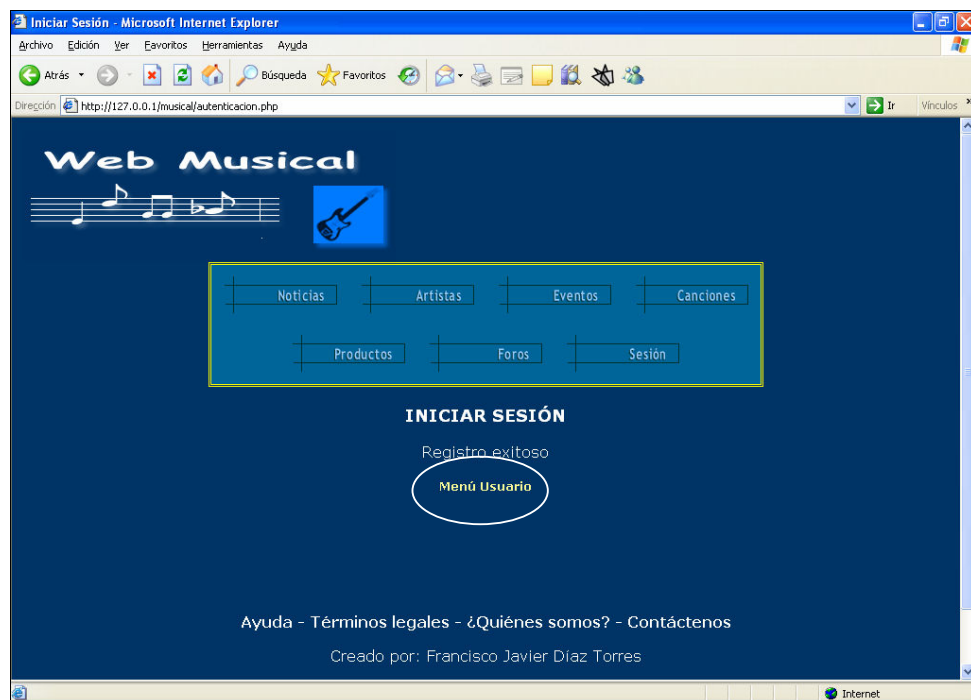 Iniciar Sesión - Microsoft Internet Explorer
Archivo Edición Ver Favoritos Herramientas Ayuda
Atrás Búsqueda Favoritos
Dirección http://127.0.0.1/musical/autenticacion.php Ir Vínculos
Web Musical
Noticias Artistas Eventos Canciones
Productos Foros Sesión
INICIAR SESIÓN
Registro exitoso
Menú Usuario
Ayuda - Términos legales - ¿Quiénes somos? - Contáctenos
Creado por: Francisco Javier Díaz Torres
Internet